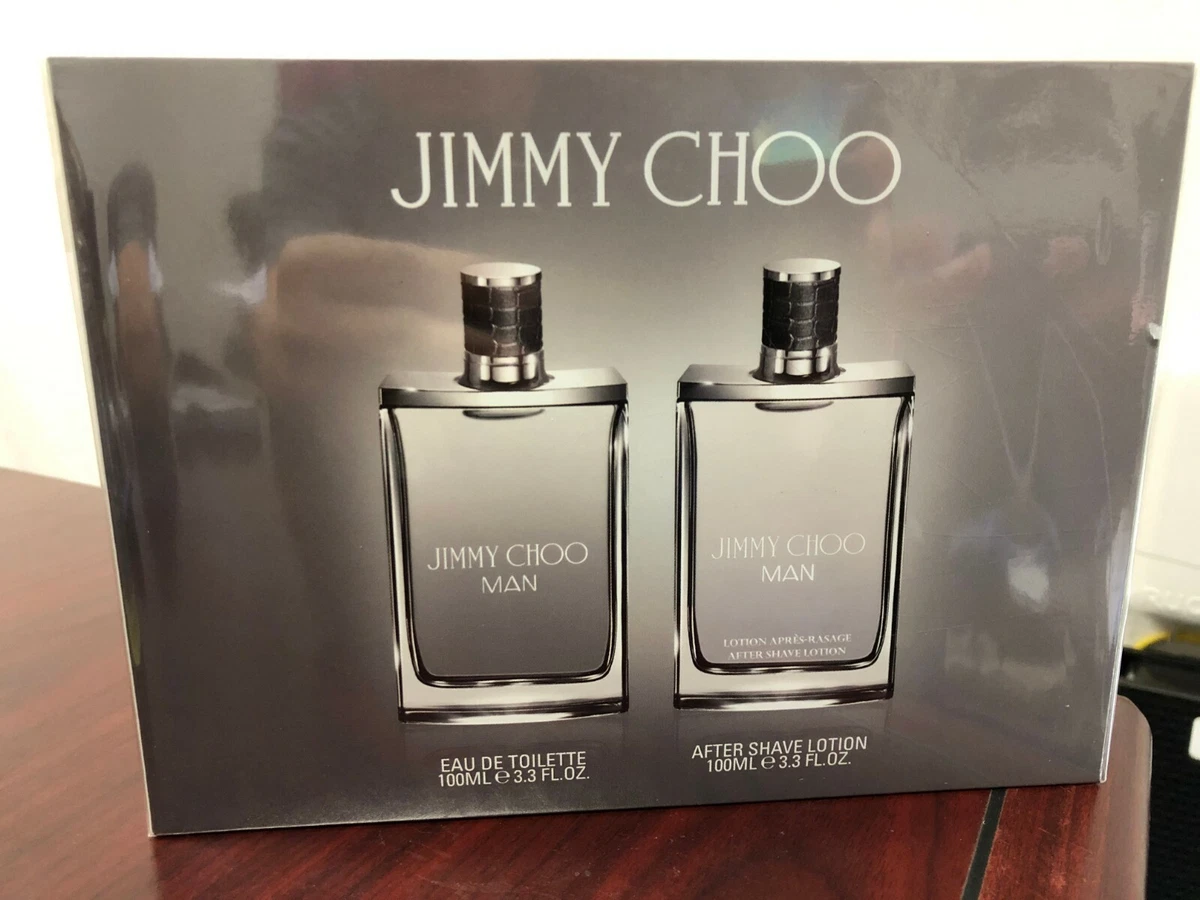 JIMMY CHOO
JIMMY CHOO
MAN
JIMMY CHOO
MAN
LOTION APRÈS-RASAGE
AFTER SHAVE LOTION
EAU DE TOILETTE
100ML ℮ 3.3 FL.OZ.
AFTER SHAVE LOTION
100ML ℮ 3.3 FL.OZ.